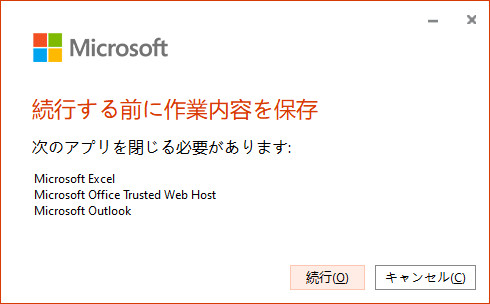 Microsoft
続行する前に作業内容を保存
次のアプリを閉じる必要があります:
Microsoft Excel
Microsoft Office Trusted Web Host
Microsoft Outlook
続行(O) キャンセル(C)